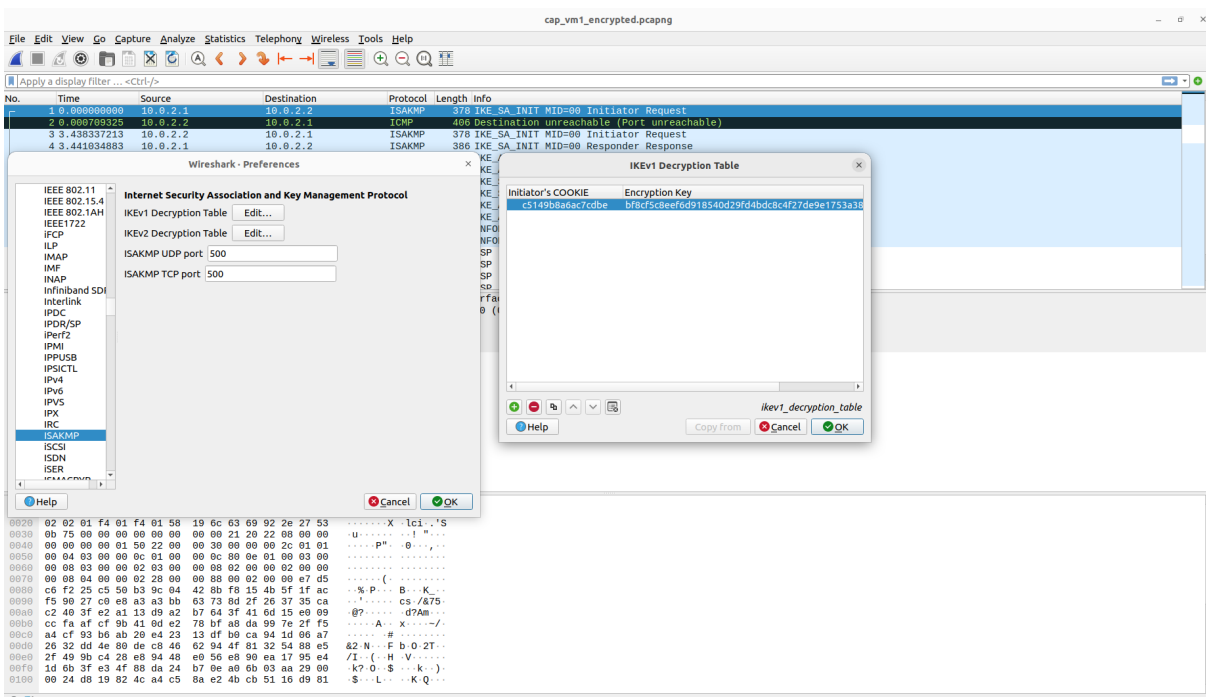 cap_vm1_encrypted.pcapng
File Edit View Go Capture Analyze Statistics Telephony Wireless Tools Help
Apply a display filter … <Ctrl-/>
No. Time Source Destination Protocol Length Info
1 0.000000000 10.0.2.1 10.0.2.2 ISAKMP 378 IKE_SA_INIT MID=00 Initiator Request
2 0.000709325 10.0.2.2 10.0.2.1 ICMP 406 Destination unreachable (Port unreachable)
3 3.438337213 10.0.2.2 10.0.2.1 ISAKMP 378 IKE_SA_INIT MID=00 Initiator Request
4 3.441034883 10.0.2.1 10.0.2.2 ISAKMP 386 IKE_SA_INIT MID=00 Responder Response
Wireshark · Preferences
IEEE 802.11
IEEE 802.15.4
IEEE 802.1AH
IEEE1722
iFCP
ILP
IMAP
IMF
INAP
Infiniband SDP
Interlink
IPDC
IPDR/SP
iPerf2
IPMI
IPPUSB
IPSICTL
IPv4
IPv6
IPVS
IPX
IRC
ISAKMP
iSCSI
ISDN
iSER
Internet Security Association and Key Management Protocol
IKEv1 Decryption Table Edit…
IKEv2 Decryption Table Edit…
ISAKMP UDP port 500
ISAKMP TCP port 500
Help Cancel OK
IKEv1 Decryption Table
Initiator's COOKIE Encryption Key
c5149b8a6ac7cdbe bf8cf5c8eef6d918540d29fd4bdc8c4f27de9e1753a38
ikev1_decryption_table
Help Copy from Cancel OK
0020 02 02 01 f4 01 f4 01 58 19 6c 63 69 92 2e 27 53 ·······X ·lci·.'S
0030 0b 75 00 00 00 00 00 00 00 00 21 20 22 08 00 00 ·u······ ··! "···
0040 00 00 00 00 01 50 22 00 00 30 00 00 00 2c 01 01 ·····P"· ·0···,··
0050 00 04 03 00 00 0c 01 00 00 0c 80 0e 01 00 03 00 ········ ········
0060 00 08 03 00 00 02 03 00 00 08 02 00 00 02 00 00 ········ ········
0070 00 08 04 00 00 02 28 00 00 88 00 02 00 00 e7 d5 ······(· ········
0080 c6 f2 25 c5 50 b3 9c 04 42 8b f8 15 4b 5f 1f ac ··%·P··· B···K_··
0090 f5 90 27 c0 e8 a3 a3 bb 63 73 8d 2f 26 37 35 ca ··'····· cs·/&75·
00a0 c2 40 3f e2 a1 13 d9 a2 b7 64 3f 41 6d 15 e0 09 ·@?····· ·d?Am···
00b0 cc fa af cf 9b 41 0d e2 78 bf a8 da 99 7e 2f f5 ·····A·· x····~/·
00c0 a4 cf 93 b6 ab 20 e4 23 13 df b0 ca 94 1d 06 a7 ····· ·# ········
00d0 26 32 dd 4e 80 de c8 46 62 94 4f 81 32 54 88 e5 &2·N···F b·O·2T··
00e0 2f 49 9b c4 28 e8 94 48 e0 56 e8 90 ea 17 95 e4 /I··(··H ·V······
00f0 1d 6b 3f e3 4f 88 da 24 b7 0e a0 6b 03 aa 29 00 ·k?·O··$ ···k··)·
0100 00 24 d8 19 82 4c a4 c5 8a e2 4b cb 51 16 d9 81 ·$···L·· ··K·Q···